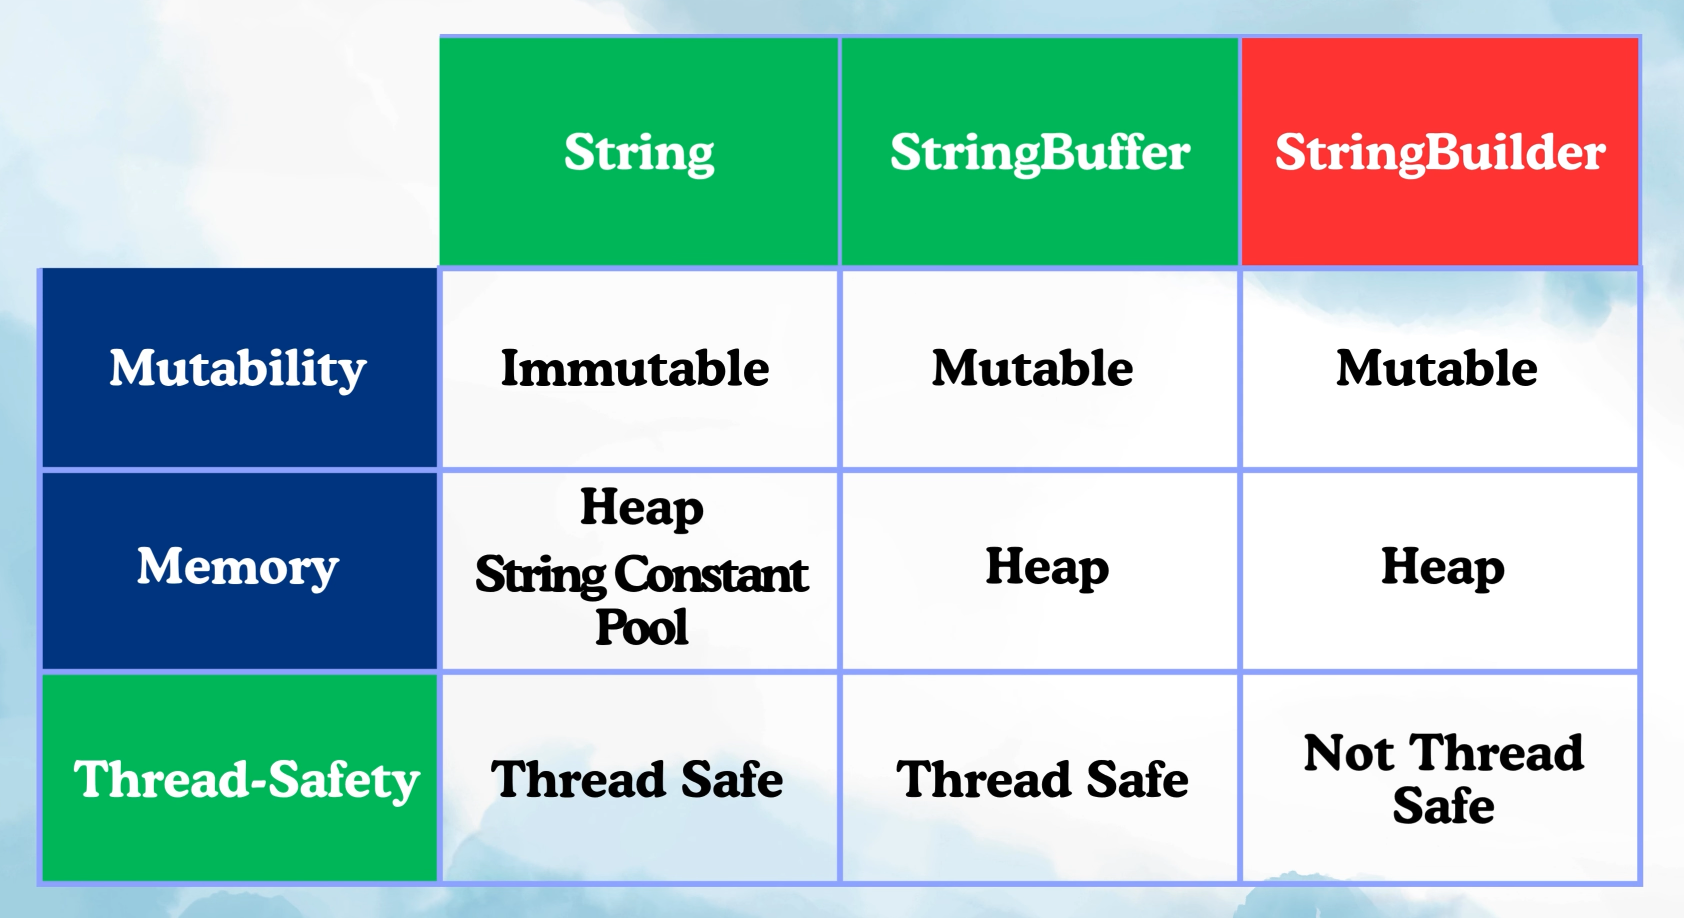 String
StringBuffer
StringBuilder
Mutability
Immutable
Mutable
Mutable
Memory
Heap
String Constant
Pool
Heap
Heap
Thread-Safety
Thread Safe
Thread Safe
Not Thread
Safe